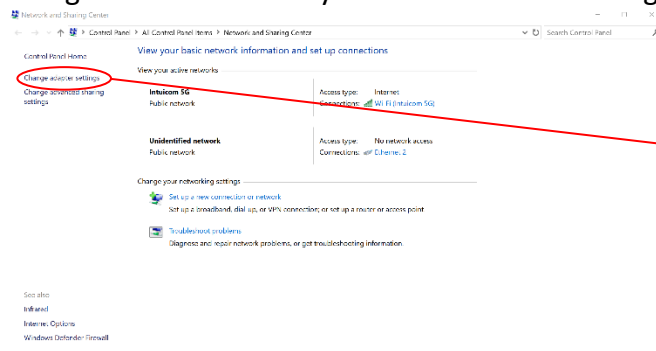 Network and Sharing Center
Control Panel > All Control Panel Items > Network and Sharing Center
Search Control Panel
Control Panel Home
Change adapter settings
Change advanced sharing
settings
View your basic network information and set up connections
View your active networks
Intuicom 5G
Public network
Access type: Internet
Connections: Wi-Fi (Intuicom 5G)
Unidentified network
Public network
Access type: No network access
Connections: Ethernet 2
Change your networking settings
Set up a new connection or network
Set up a broadband, dial-up, or VPN connection; or set up a router or access point.
Troubleshoot problems
Diagnose and repair network problems, or get troubleshooting information.
See also
Infrared
Internet Options
Windows Defender Firewall